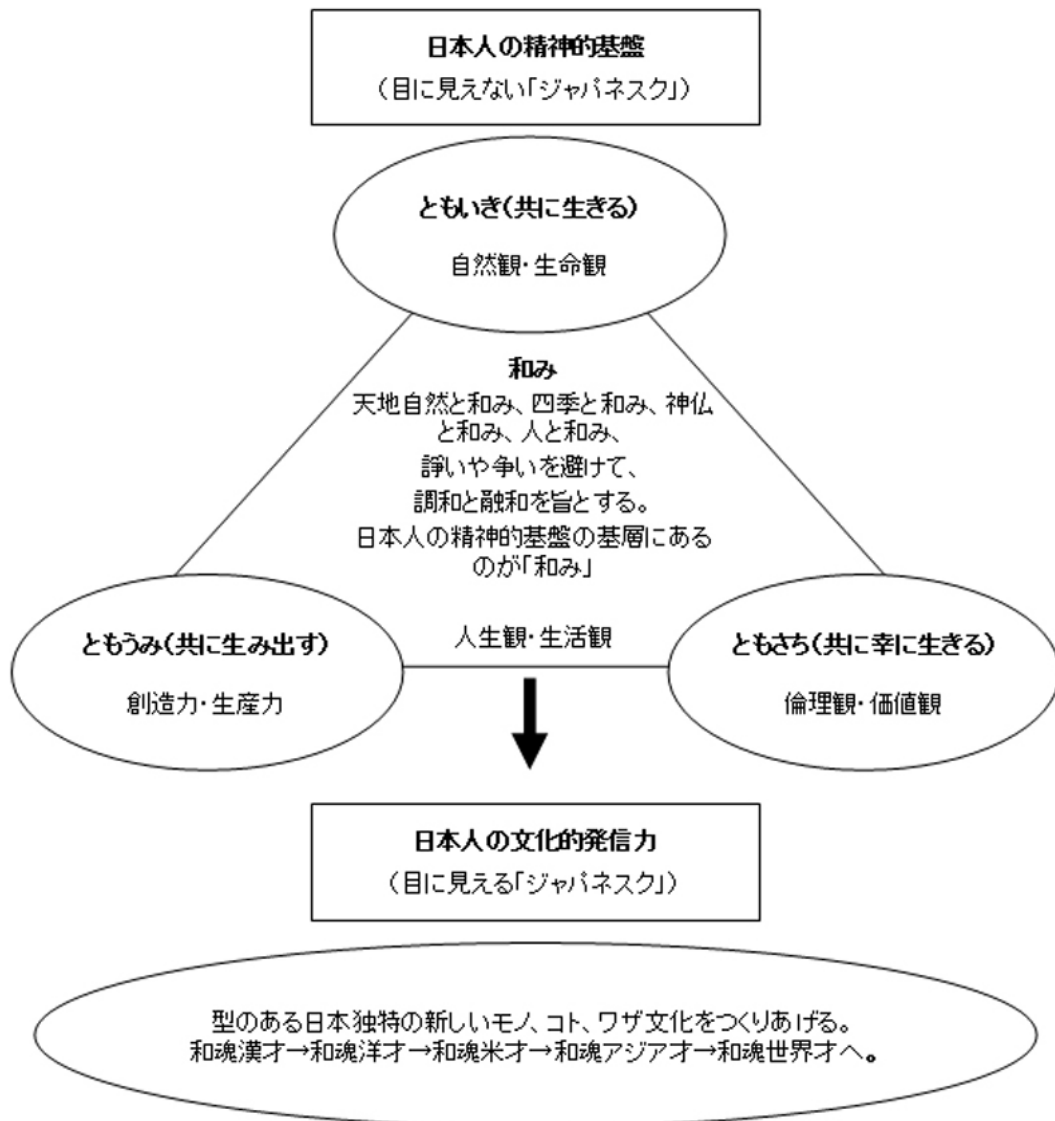 日本人の精神的基盤
(目に見えない「ジャパネスク」)
ともいき(共に生きる)
自然観・生命観
和み
天地自然と和み、四季と和み、神仏
と和み、人と和み、
諍いや争いを避けて、
調和と融和を旨とする。
日本人の精神的基盤の基層にある
のが「和み」
人生観・生活観
ともうみ(共に生み出す)
創造力・生産力
ともさち(共に幸に生きる)
倫理観・価値観
日本人の文化的発信力
(目に見える「ジャパネスク」)
型のある日本独特の新しいモノ、コト、ワザ文化をつくりあげる。
和魂漢才→和魂洋才→和魂米才→和魂アジア才→和魂世界才へ。